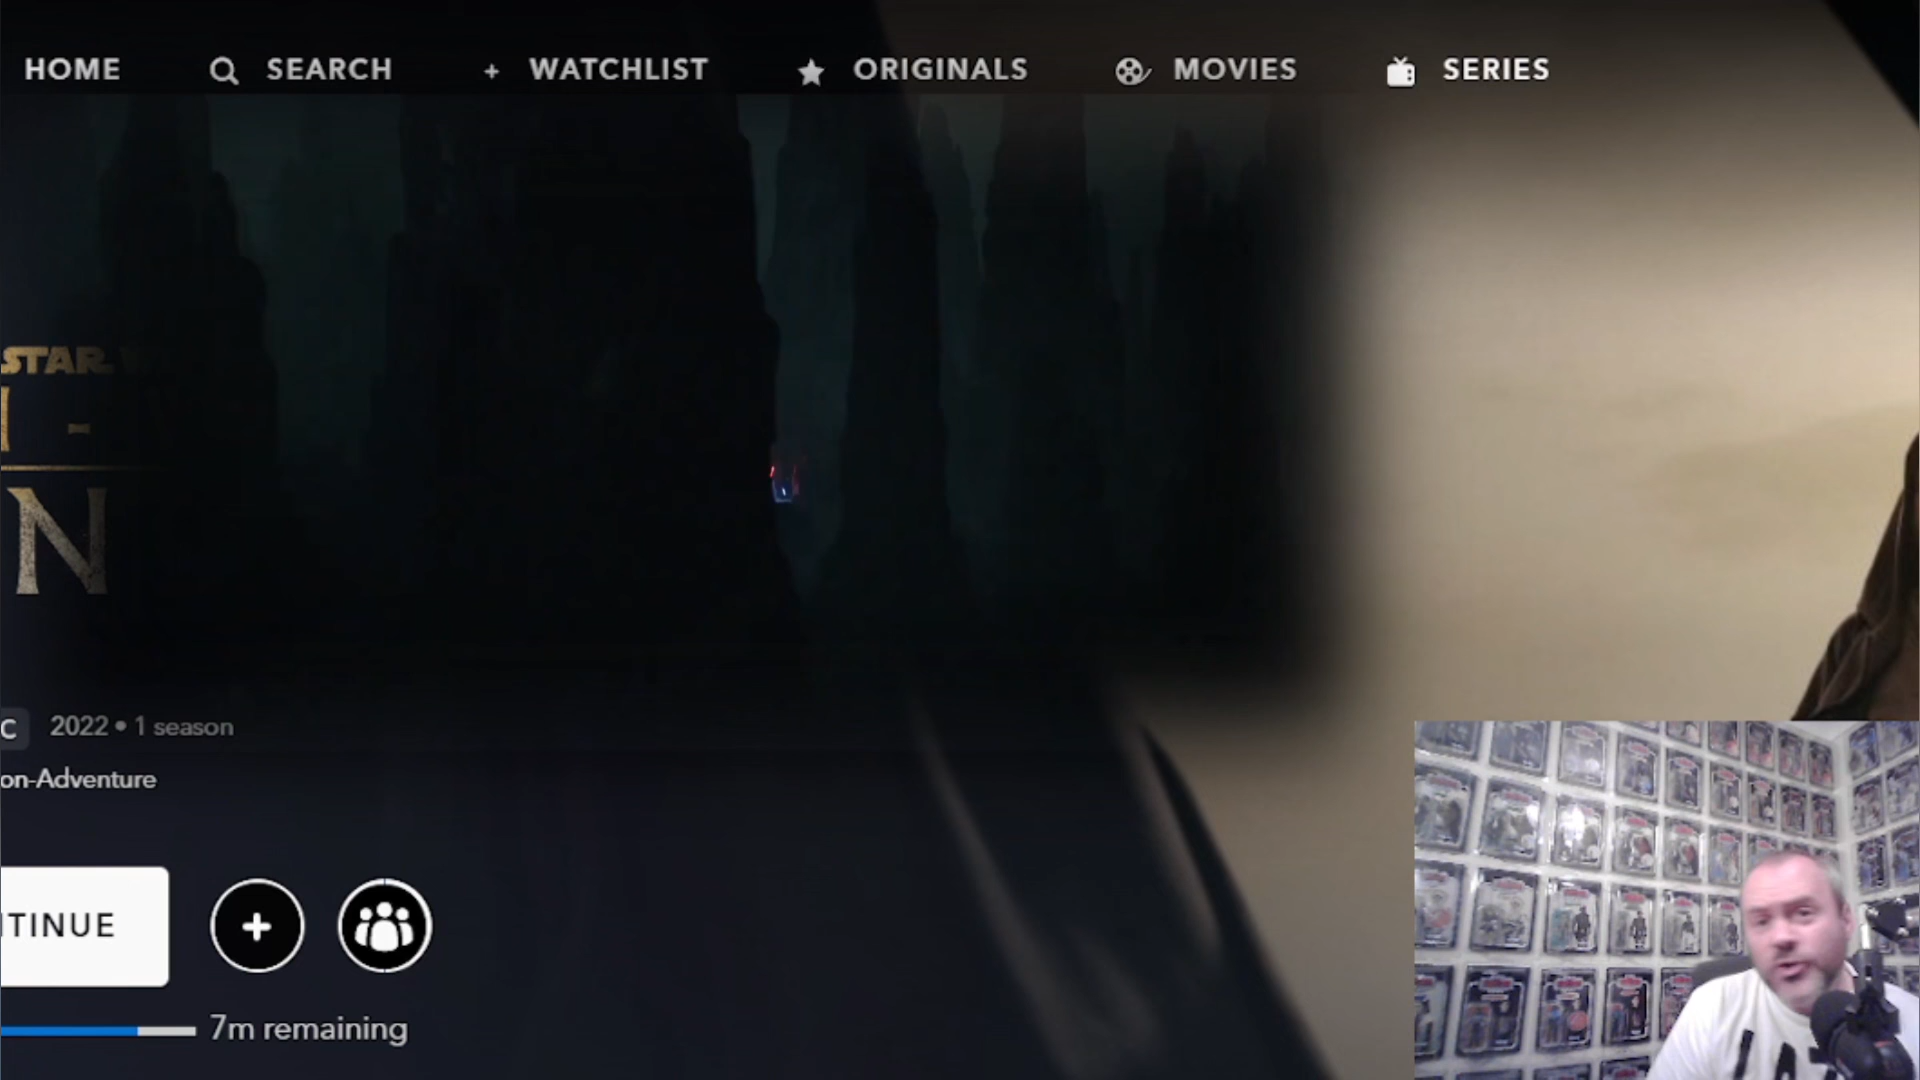 HOME SEARCH + WATCHLIST ORIGINALS MOVIES SERIES
STAR W
I -
N
C 2022 • 1 season
on-Adventure
TINUE +
7m remaining